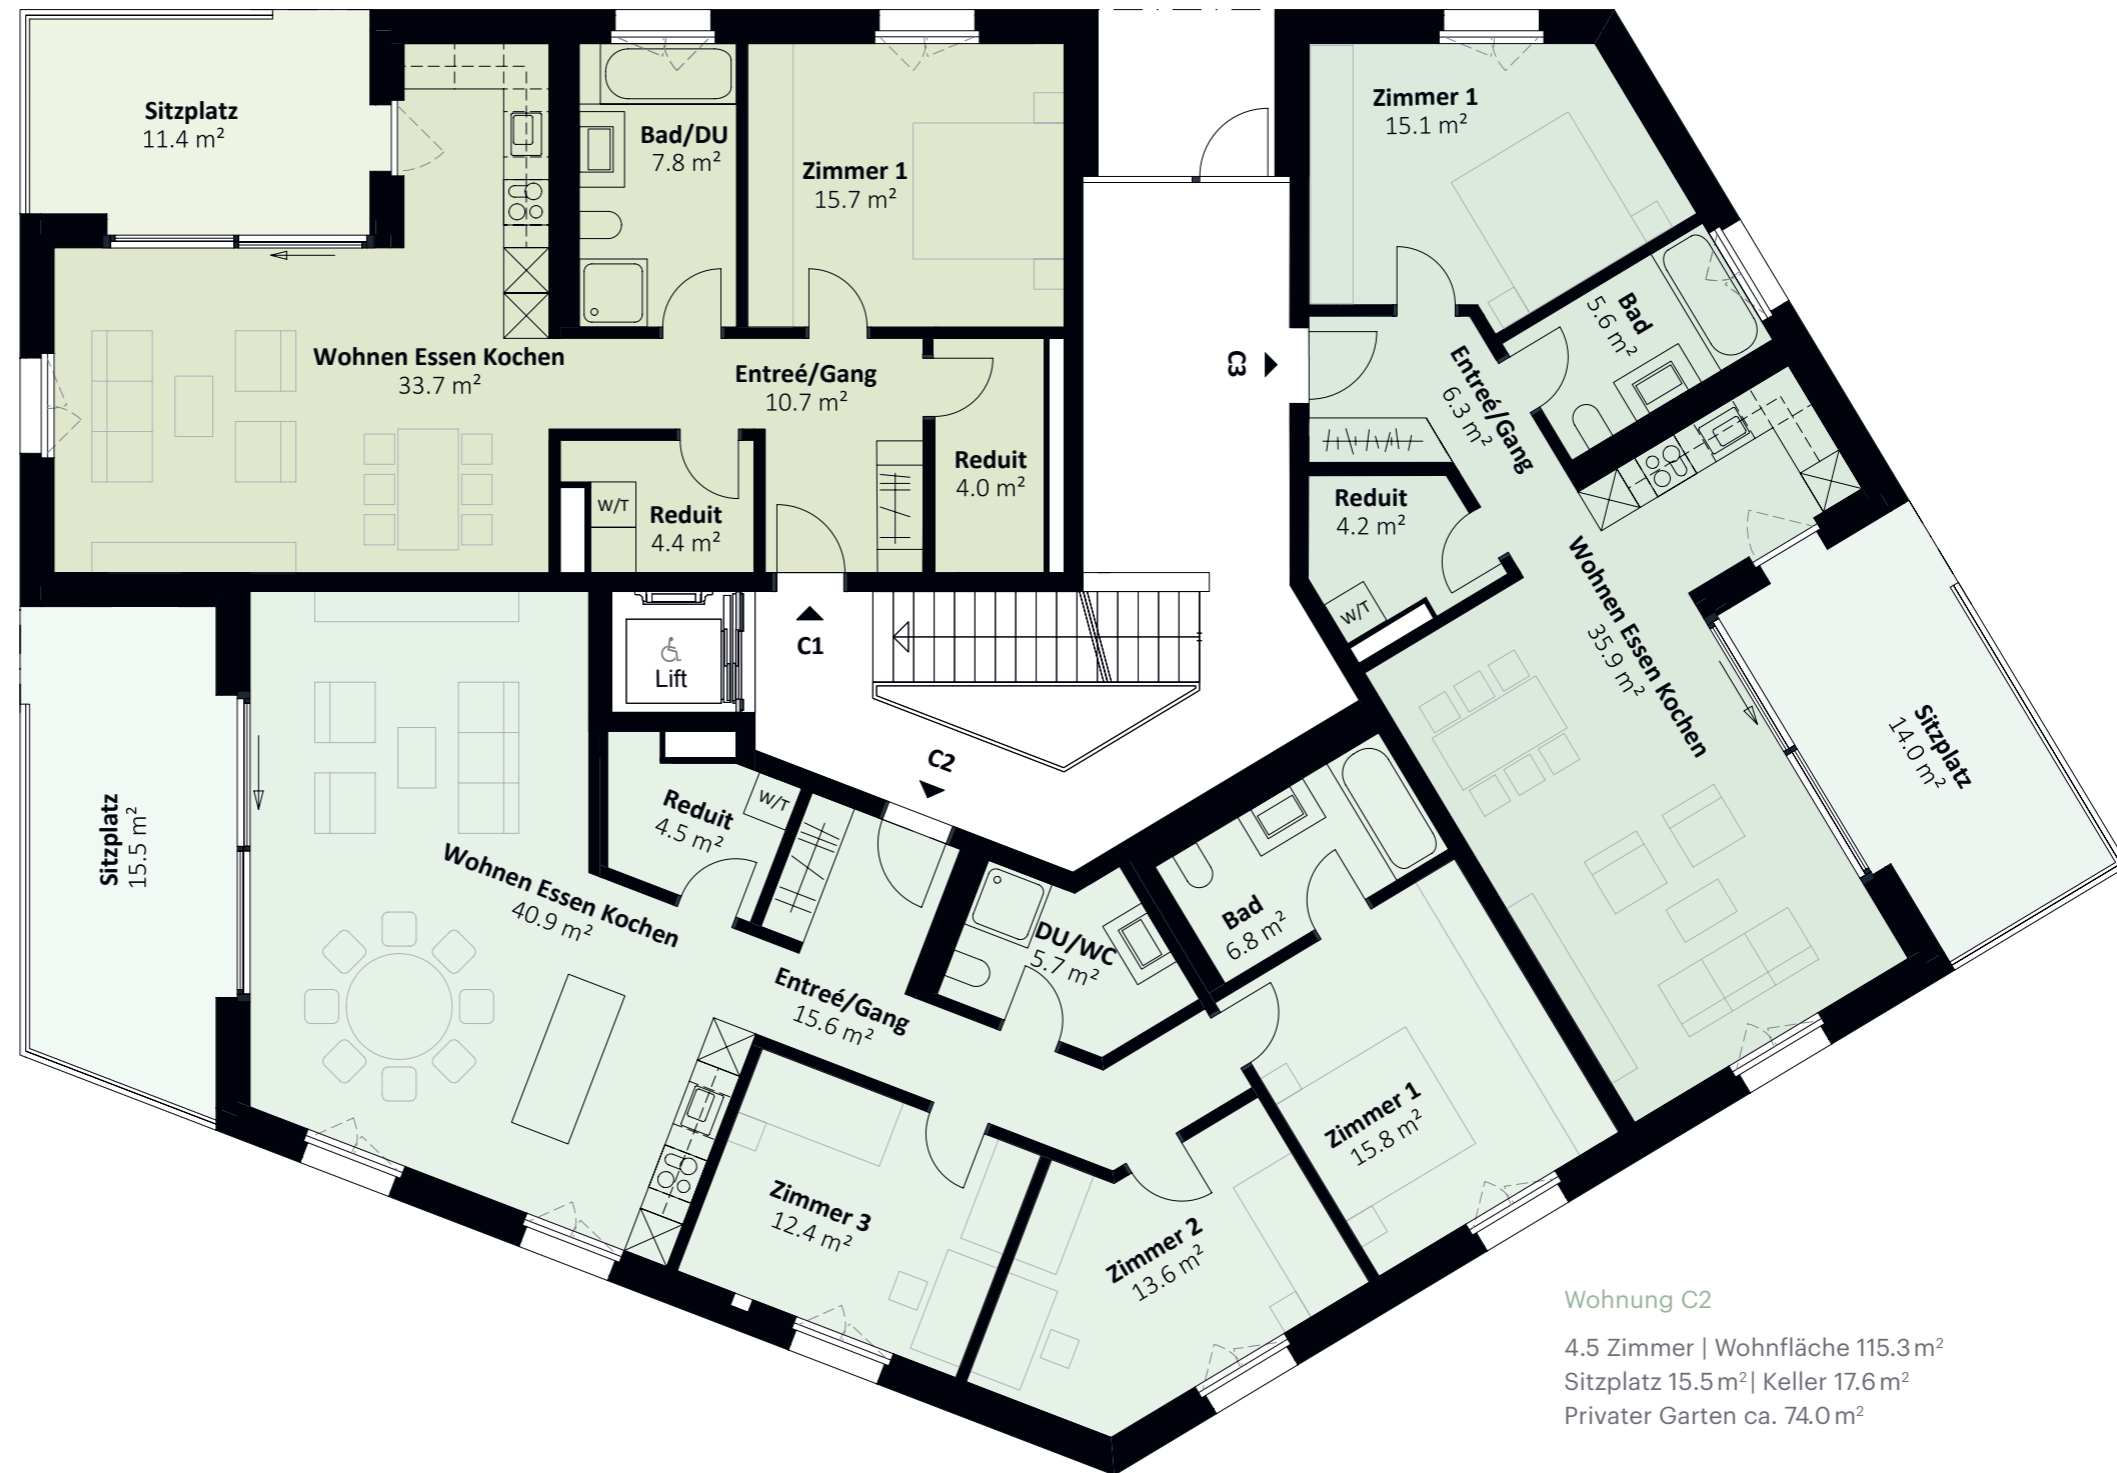 Sitzplatz
11.4 m²
Bad/DU
7.8 m²
Zimmer 1
15.7 m²
Zimmer 1
15.1 m²
Bad
5.6 m²
Wohnen Essen Kochen
33.7 m²
Entreé/Gang
10.7 m²
C3
Entreé/Gang
6.3 m²
Reduit
4.0 m²
W/T
Reduit
4.4 m²
Reduit
4.2 m²
W/T
Wohnen Essen Kochen
35.9 m²
Sitzplatz
14.0 m²
C1
Lift
C2
Sitzplatz
15.5 m²
Reduit
4.5 m²
W/T
Wohnen Essen Kochen
40.9 m²
Entreé/Gang
15.6 m²
DU/WC
5.7 m²
Bad
6.8 m²
Zimmer 1
15.8 m²
Zimmer 3
12.4 m²
Zimmer 2
13.6 m²
Wohnung C2
4.5 Zimmer | Wohnfläche 115.3 m²
Sitzplatz 15.5 m² | Keller 17.6 m²
Privater Garten ca. 74.0 m²